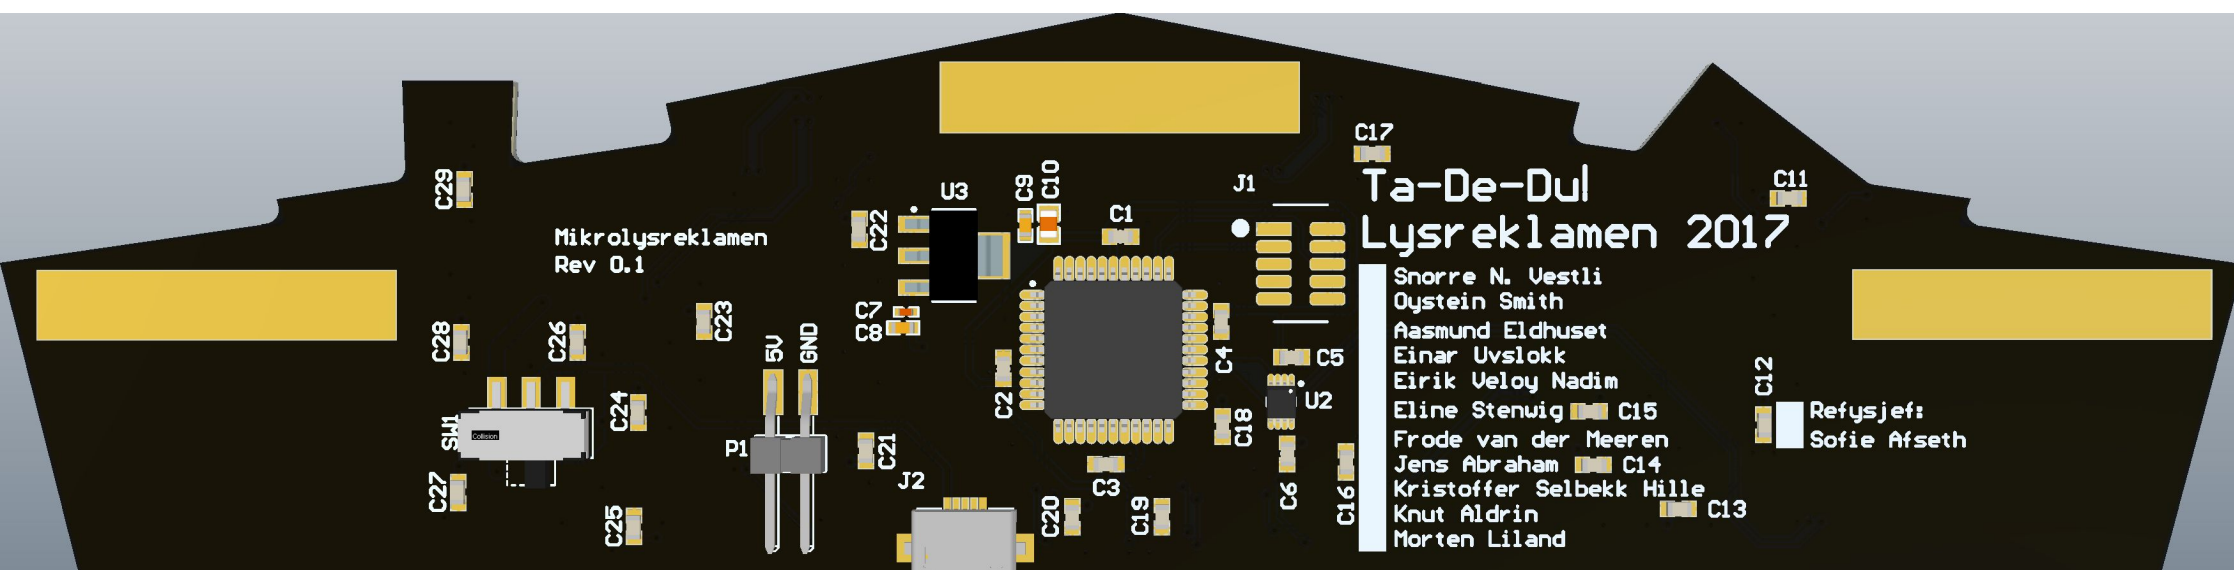 C17
C10
C9
C29
U3
J1
Ta-De-Dul
C11
C22
C1
Lysreklamen 2017
Mikrolysreklamen
Rev 0.1
Snorre N. Vestli
Oystein Smith
C7
C8
C23
Aasmund Eldhuset
C28
C26
5V
GND
C4
C5
Einar Uvslokk
Eirik Veloy Nadim
C12
C2
C24
U2
Eline Stenwig
C15
Refysjef:
SW1
Collision
C18
Frode van der Meeren
Sofie Afseth
P1
C21
Jens Abraham
C14
J2
C3
C27
C6
C16
Kristoffer Selbekk Hille
C25
C20
C19
Knut Aldrin
C13
Morten Liland